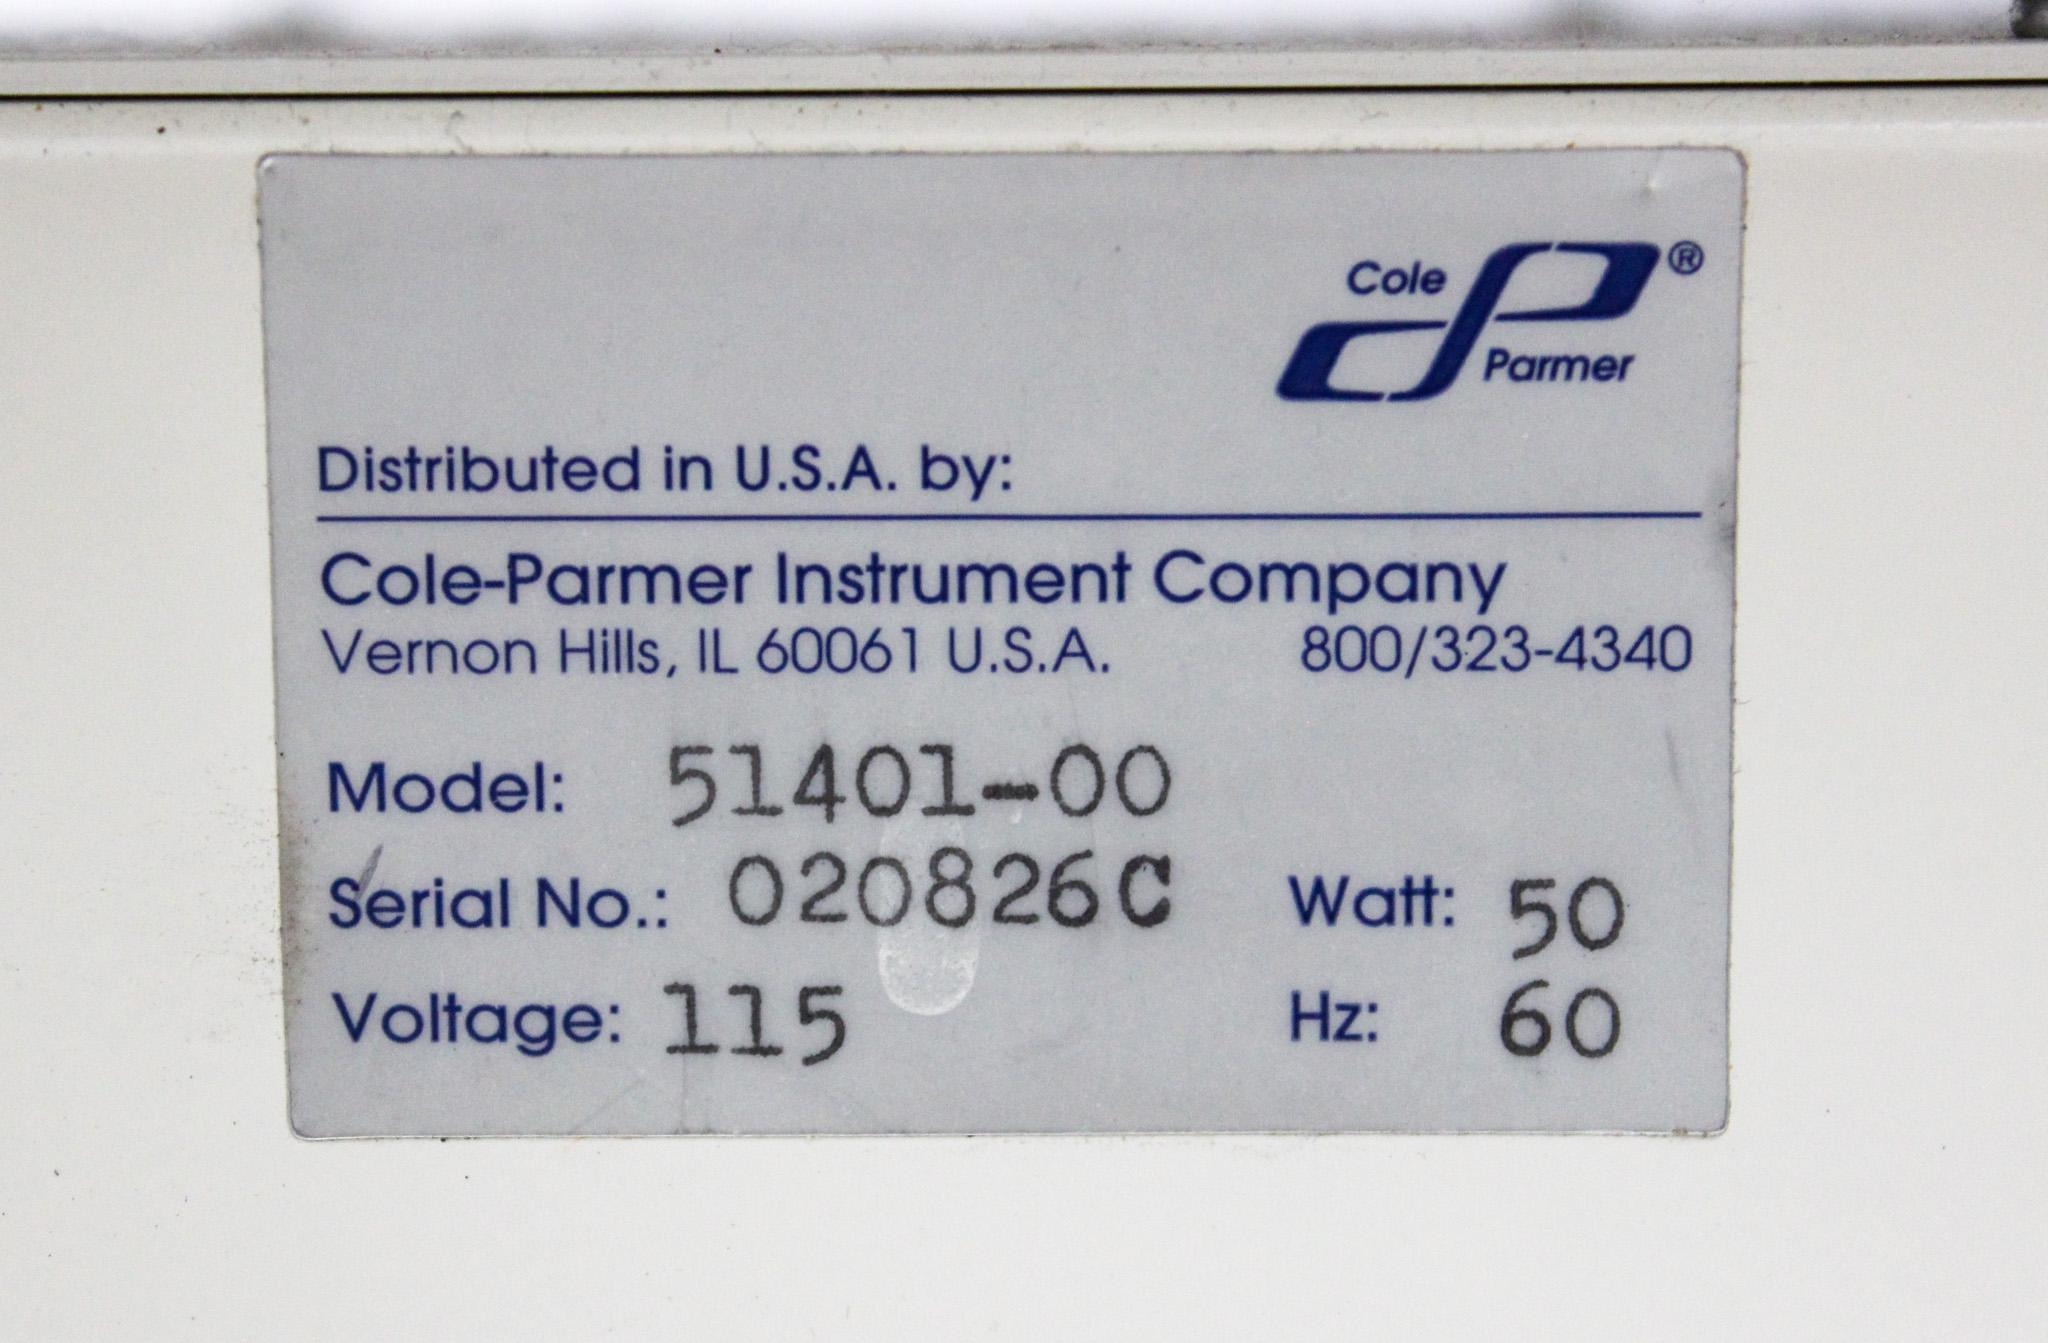 Cole ®
Parmer
Distributed in U.S.A. by:
Cole-Parmer Instrument Company
Vernon Hills, IL 60061 U.S.A. 800/323-4340
Model: 51401-00
Serial No.: 020826C Watt: 50
Voltage: 115 Hz: 60